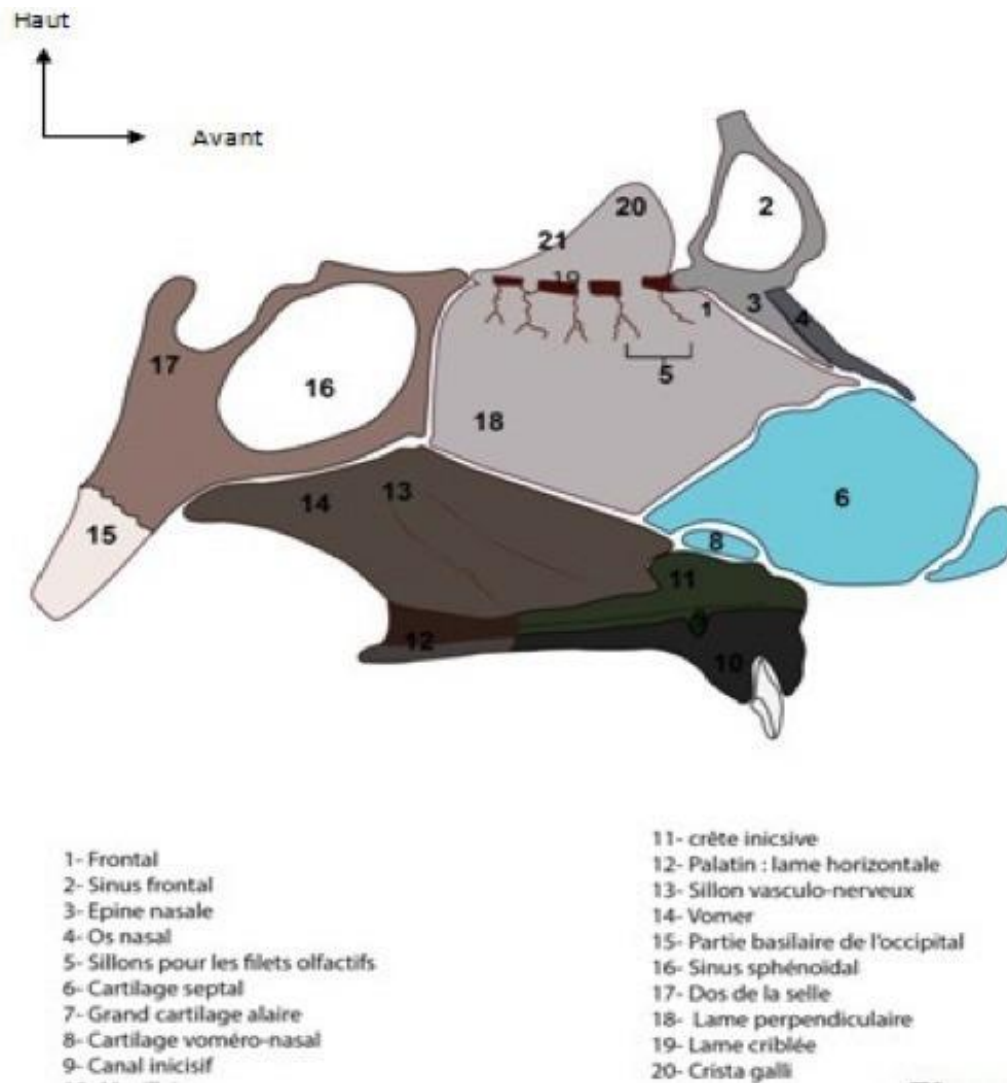 Haut
Avant
20
2
21
19
1
3
4
17
5
16
18
6
13
14
15
8
11
9
12
10
1- Frontal
2- Sinus frontal
3- Epine nasale
4- Os nasal
5- Sillons pour les filets olfactifs
6- Cartilage septal
7- Grand cartilage alaire
8- Cartilage voméro-nasal
9- Canal inicisif
11- crête inicsive
12- Palatin : lame horizontale
13- Sillon vasculo-nerveux
14- Vomer
15- Partie basilaire de l'occipital
16- Sinus sphénoïdal
17- Dos de la selle
18- Lame perpendiculaire
19- Lame criblée
20- Crista galli